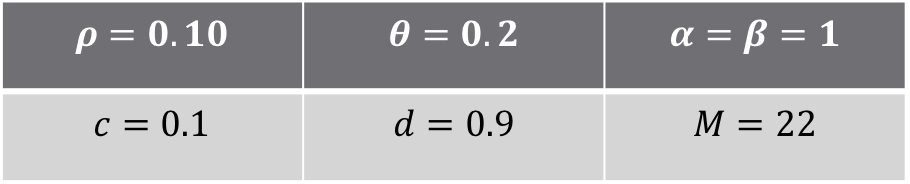 ρ = 0.10 θ = 0.2 α = β = 1
c = 0.1 d = 0.9 M = 22